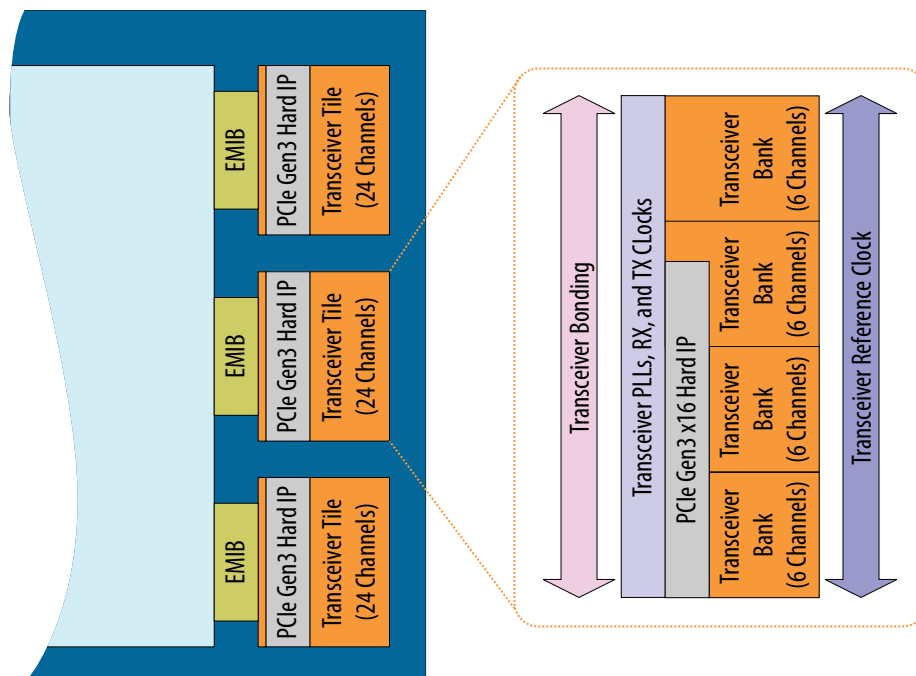 EMIB
PCIe Gen3 Hard IP
Transceiver Tile
(24 Channels)
EMIB
PCIe Gen3 Hard IP
Transceiver Tile
(24 Channels)
EMIB
PCIe Gen3 Hard IP
Transceiver Tile
(24 Channels)
Transceiver Bonding
Transceiver PLLs, RX, and TX CLocks
PCIe Gen3 x16 Hard IP
Transceiver
Bank
(6 Channels)
Transceiver
Bank
(6 Channels)
Transceiver
Bank
(6 Channels)
Transceiver
Bank
(6 Channels)
Transceiver Reference Clock